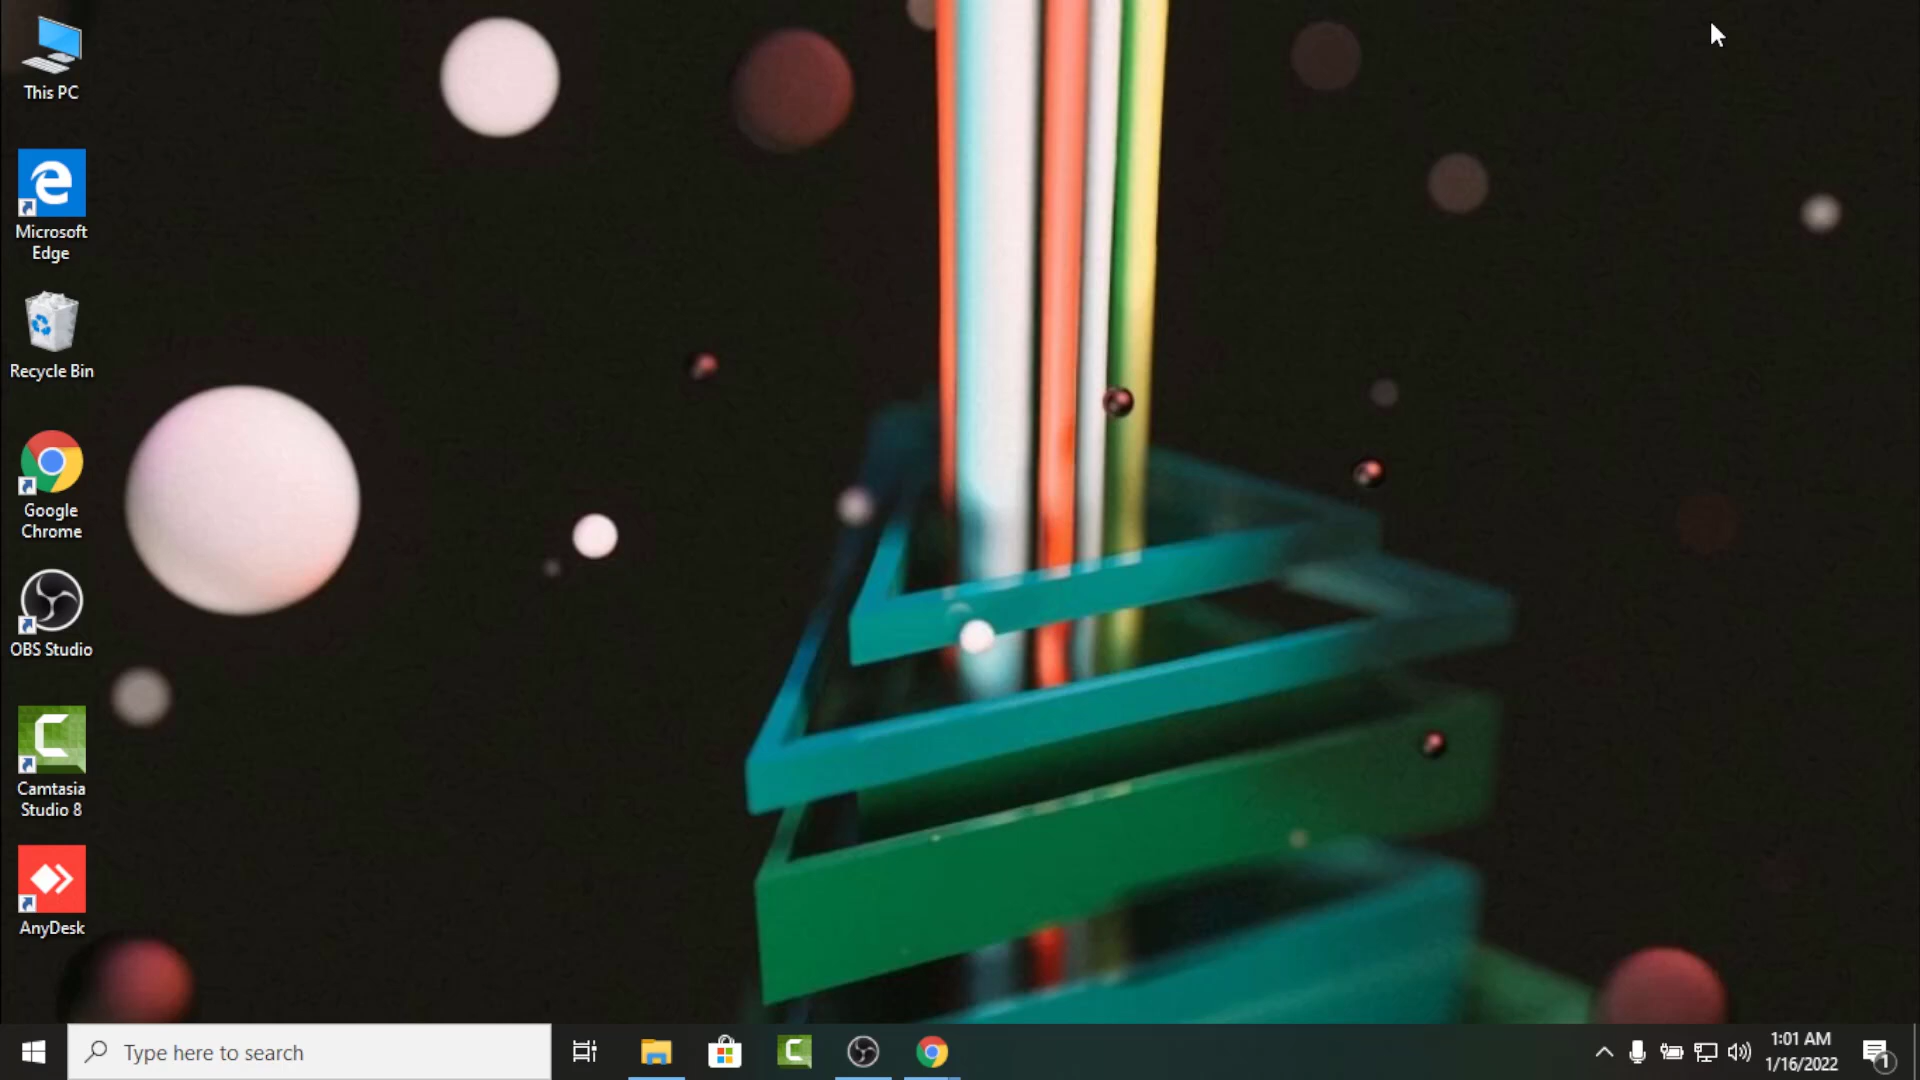 This PC
Microsoft
Edge
Recycle Bin
Google
Chrome
OBS Studio
Camtasia
Studio 8
AnyDesk
Type here to search
1:01 AM
1/16/2022
1